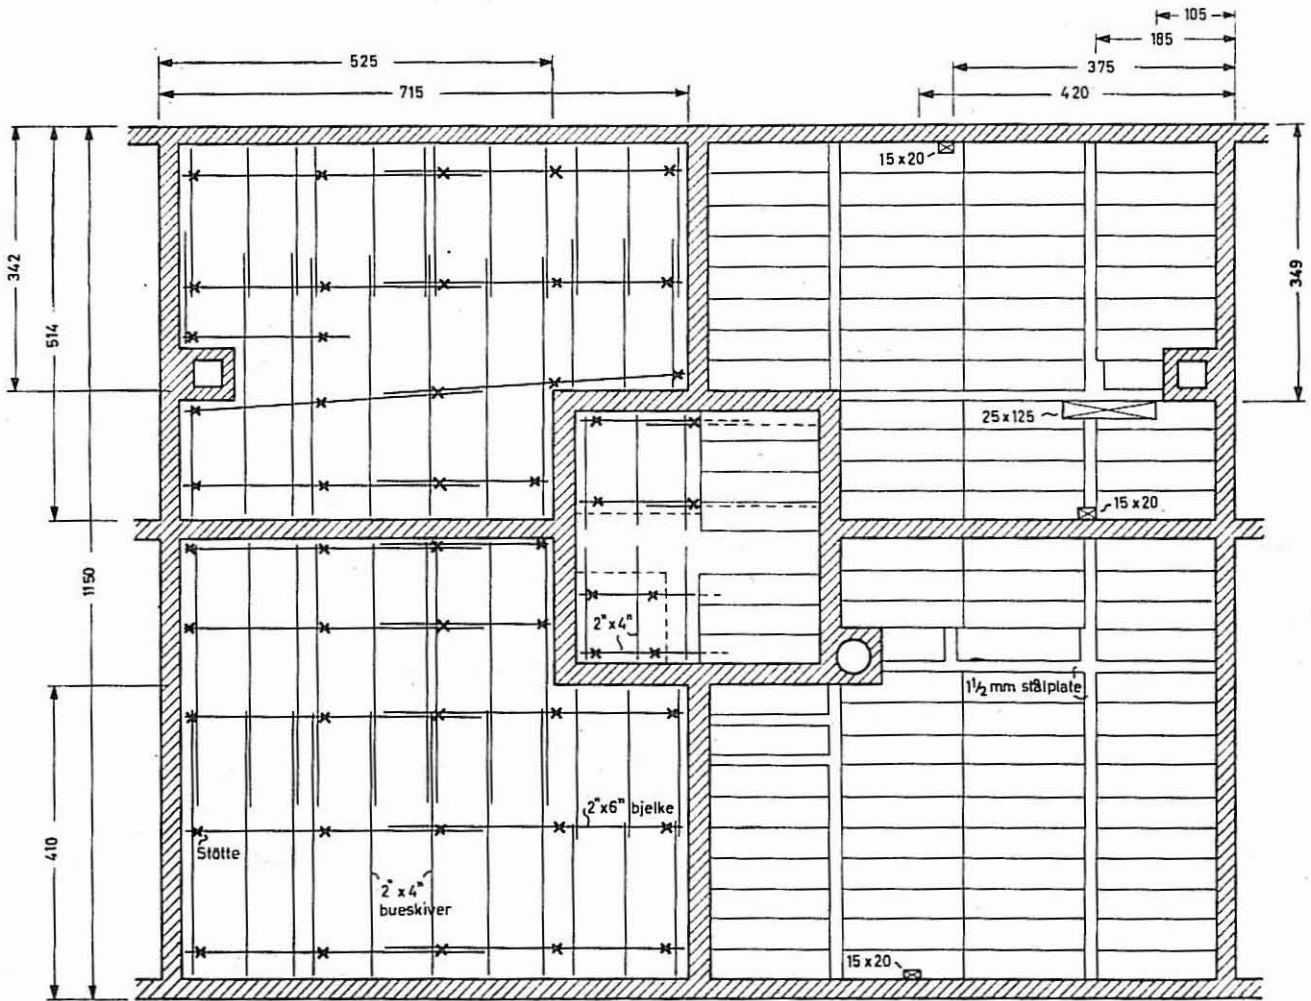 105
185
525
375
715
420
15 x 20
342
514
349
25 x 125
15 x 20
1150
2" x 4"
1½ mm stålplate
2" x 6" bjelke
410
Stötte
2" x 4"
bueskiver
15 x 20